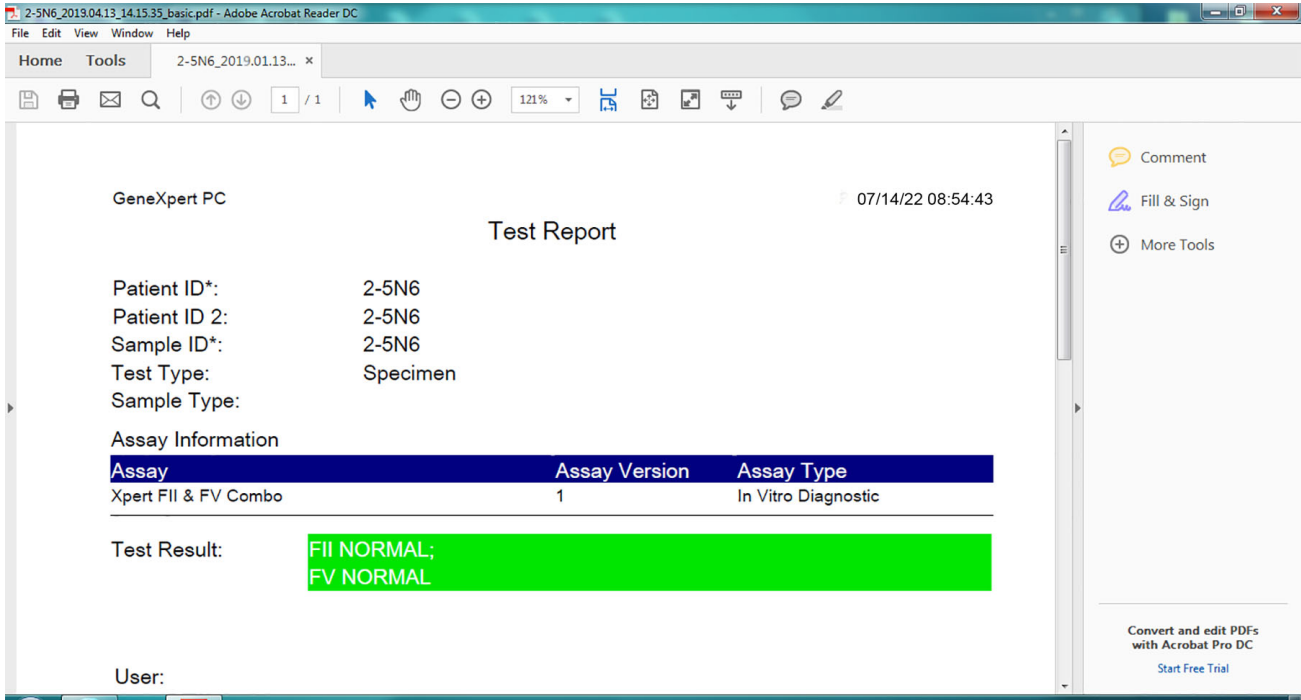 2-5N6_2019.04.13_14.15.35_basic.pdf - Adobe Acrobat Reader DC
File Edit View Window Help
Home Tools 2-5N6_2019.01.13... ×
1 / 1 121%
GeneXpert PC 07/14/22 08:54:43
Test Report
Patient ID*: 2-5N6
Patient ID 2: 2-5N6
Sample ID*: 2-5N6
Test Type: Specimen
Sample Type:
Assay Information
Assay Assay Version Assay Type
Xpert FII & FV Combo 1 In Vitro Diagnostic
Test Result: FII NORMAL;
FV NORMAL
User:
Comment
Fill & Sign
More Tools
Convert and edit PDFs
with Acrobat Pro DC
Start Free Trial